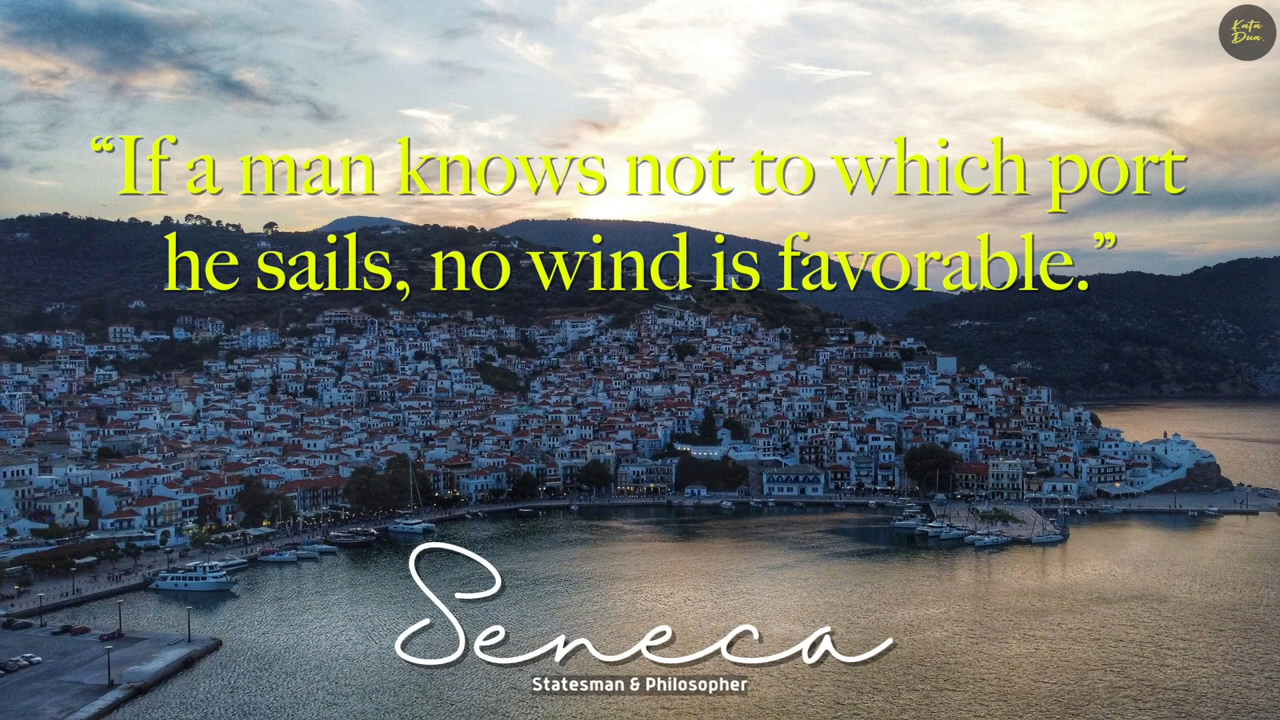 Kata
Dua.
“If a man knows not to which port
he sails, no wind is favorable.”
Seneca
Statesman & Philosopher